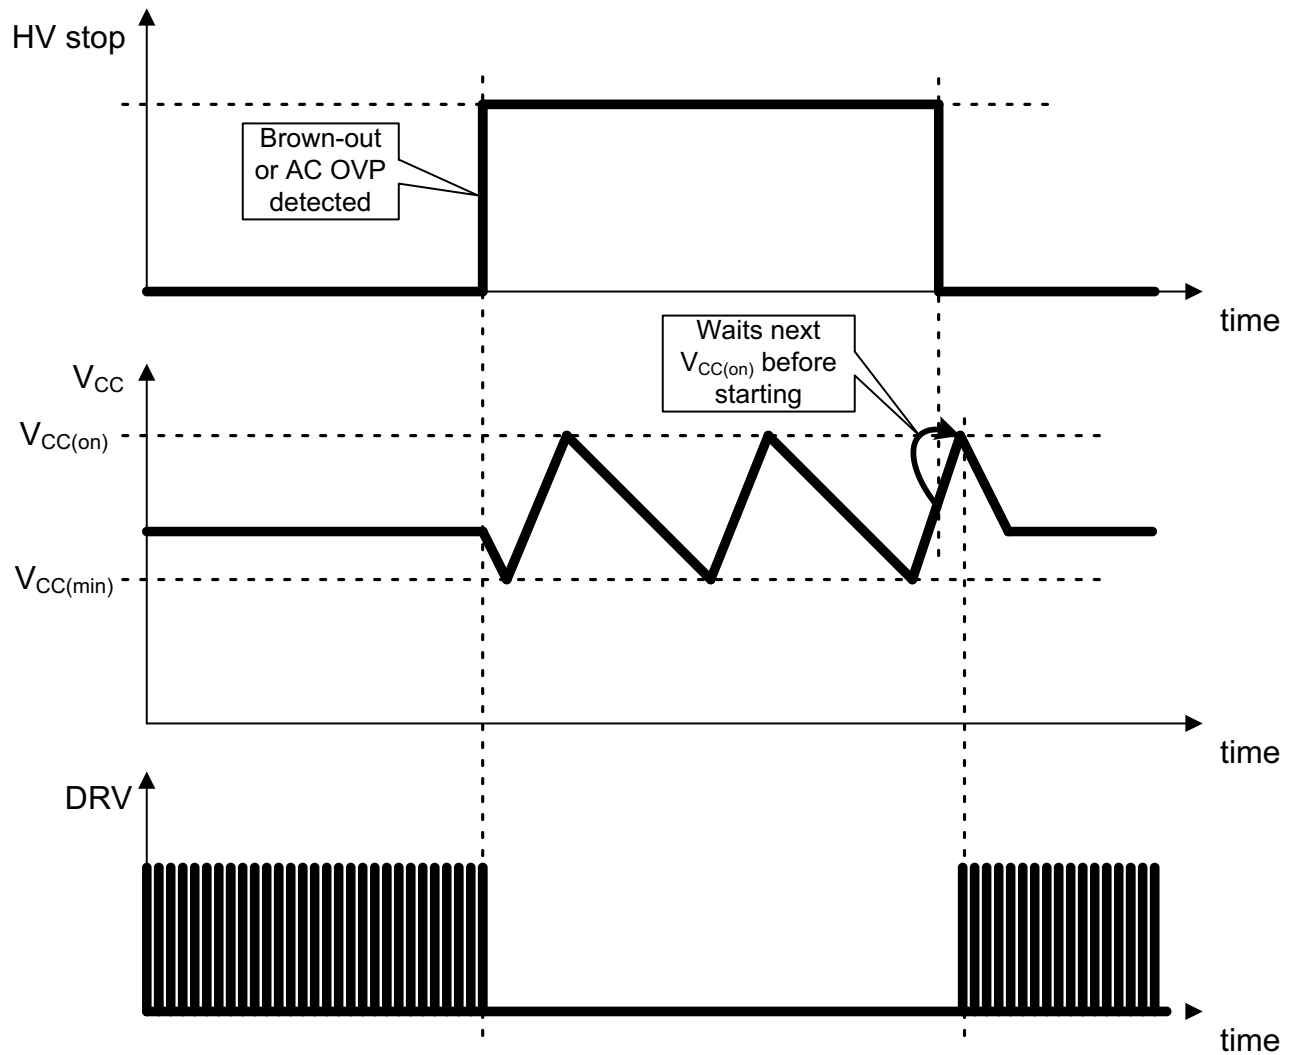 HV stop
Brown-out
or AC OVP
detected
time
Waits next
VCC(on) before
starting
VCC
VCC(on)
VCC(min)
time
DRV
time